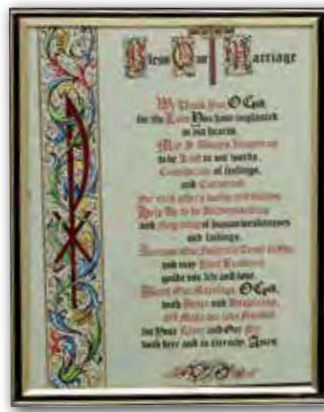 Bless Our Marriage
We Thank You, O God,
for the Love You have implanted
in our hearts.
May it Always Inspire us
to be Kind in our words,
Considerate of feelings,
and Concerned
For each other's needs and wishes.
Help Us to be Understanding
and Forgiving of human weaknesses
and failings.
Increase Our Faith and Trust in You
and may Your Prudence
guide our life and love.
Bless Our Marriage, O God,
with Peace and Happiness,
and Make our love Fruitful
for Your Glory and Our Joy
both here and in eternity. Amen.